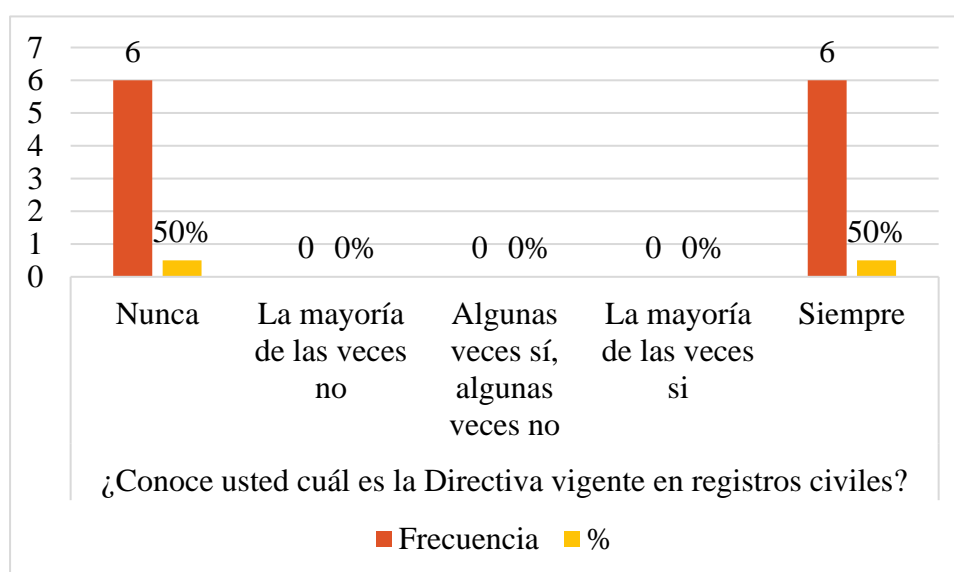 7
6
5
4
3
2
1
0
6
50%
0 0%
0 0%
0 0%
6
50%
Nunca
La mayoría
de las veces
no
Algunas
veces sí,
algunas
veces no
La mayoría
de las veces
si
Siempre
¿Conoce usted cuál es la Directiva vigente en registros civiles?
Frecuencia %